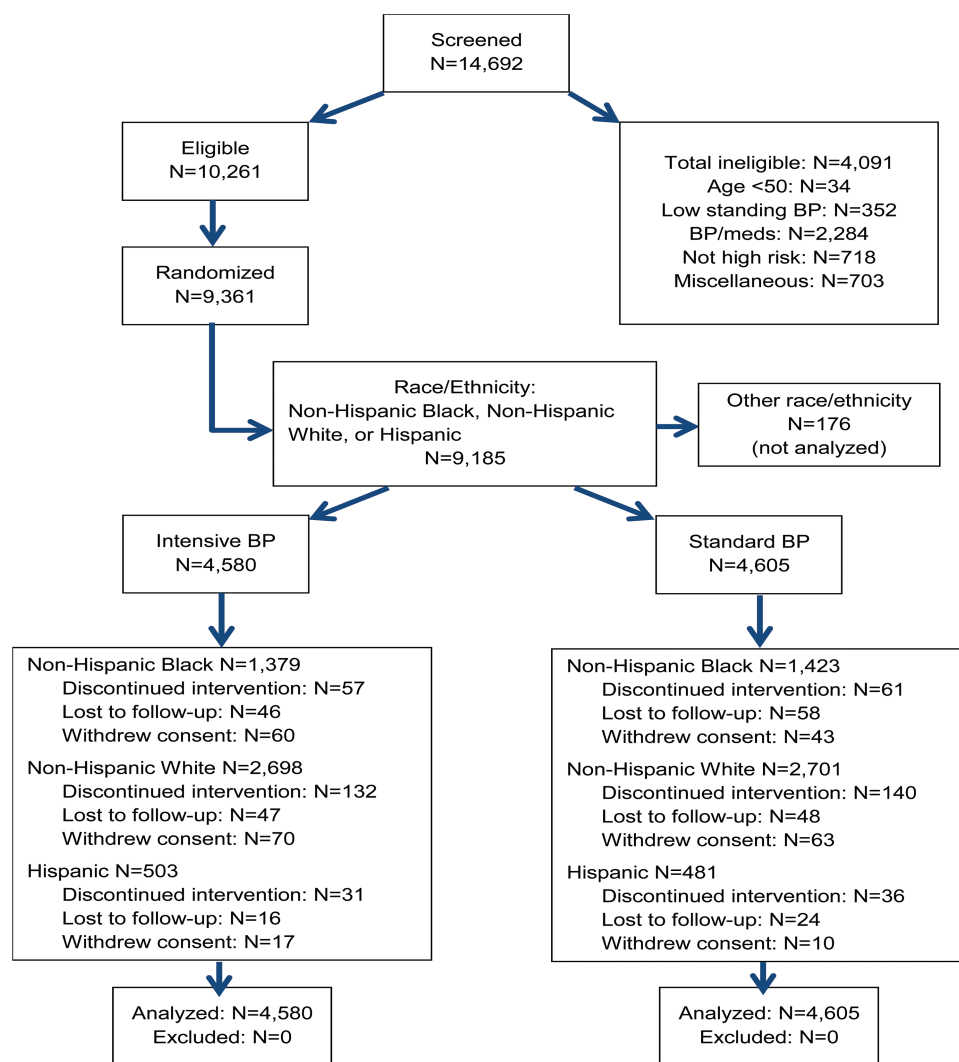 Screened
N=14,692
Eligible
N=10,261
Total ineligible: N=4,091
Age <50: N=34
Low standing BP: N=352
BP/meds: N=2,284
Not high risk: N=718
Miscellaneous: N=703
Randomized
N=9,361
Race/Ethnicity:
Non-Hispanic Black, Non-Hispanic
White, or Hispanic
N=9,185
Other race/ethnicity
N=176
(not analyzed)
Intensive BP
N=4,580
Standard BP
N=4,605
Non-Hispanic Black N=1,379
Discontinued intervention: N=57
Lost to follow-up: N=46
Withdrew consent: N=60
Non-Hispanic White N=2,698
Discontinued intervention: N=132
Lost to follow-up: N=47
Withdrew consent: N=70
Hispanic N=503
Discontinued intervention: N=31
Lost to follow-up: N=16
Withdrew consent: N=17
Non-Hispanic Black N=1,423
Discontinued intervention: N=61
Lost to follow-up: N=58
Withdrew consent: N=43
Non-Hispanic White N=2,701
Discontinued intervention: N=140
Lost to follow-up: N=48
Withdrew consent: N=63
Hispanic N=481
Discontinued intervention: N=36
Lost to follow-up: N=24
Withdrew consent: N=10
Analyzed: N=4,580
Excluded: N=0
Analyzed: N=4,605
Excluded: N=0